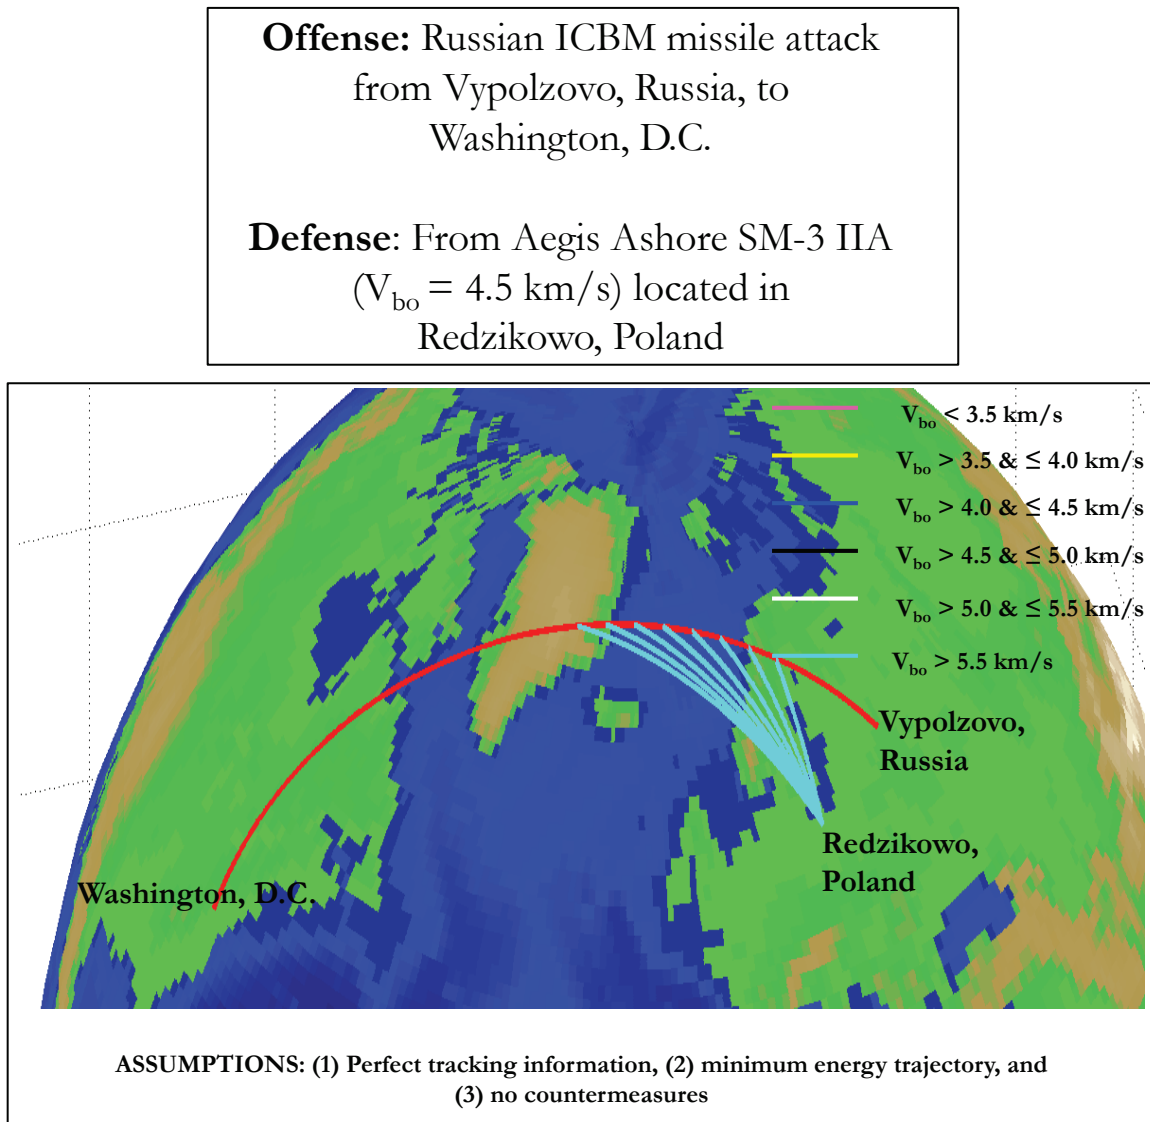 Offense: Russian ICBM missile attack
from Vypolzovo, Russia, to
Washington, D.C.
Defense: From Aegis Ashore SM-3 IIA
(Vbo = 4.5 km/s) located in
Redzikowo, Poland
Vbo < 3.5 km/s
Vbo > 3.5 & ≤ 4.0 km/s
Vbo > 4.0 & ≤ 4.5 km/s
Vbo > 4.5 & ≤ 5.0 km/s
Vbo > 5.0 & ≤ 5.5 km/s
Vbo > 5.5 km/s
Vypolzovo,
Russia
Redzikowo,
Poland
Washington, D.C.
ASSUMPTIONS: (1) Perfect tracking information, (2) minimum energy trajectory, and
(3) no countermeasures